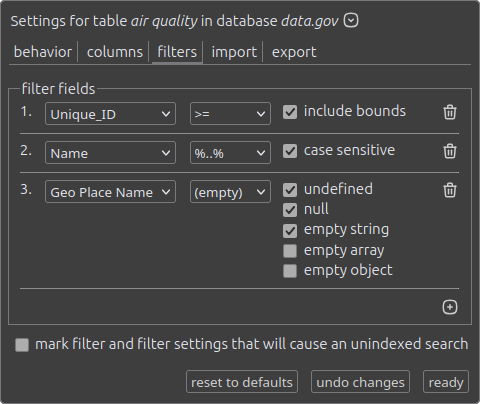 Settings for table air quality in database data.gov
behavior columns filters import export
filter fields
1. Unique_ID >= include bounds
2. Name %..% case sensitive
3. Geo Place Name (empty) undefined
null
empty string
empty array
empty object
mark filter and filter settings that will cause an unindexed search
reset to defaults undo changes ready